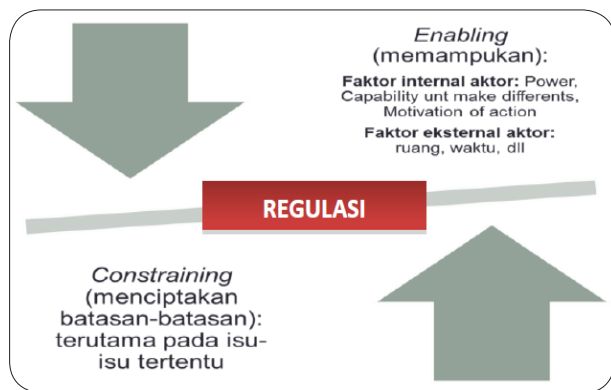 Enabling
(memampukan):
Faktor internal aktor: Power,
Capability unt make differents,
Motivation of action
Faktor eksternal aktor:
ruang, waktu, dll
REGULASI
Constraining
(menciptakan
batasan-batasan):
terutama pada isu-
isu tertentu